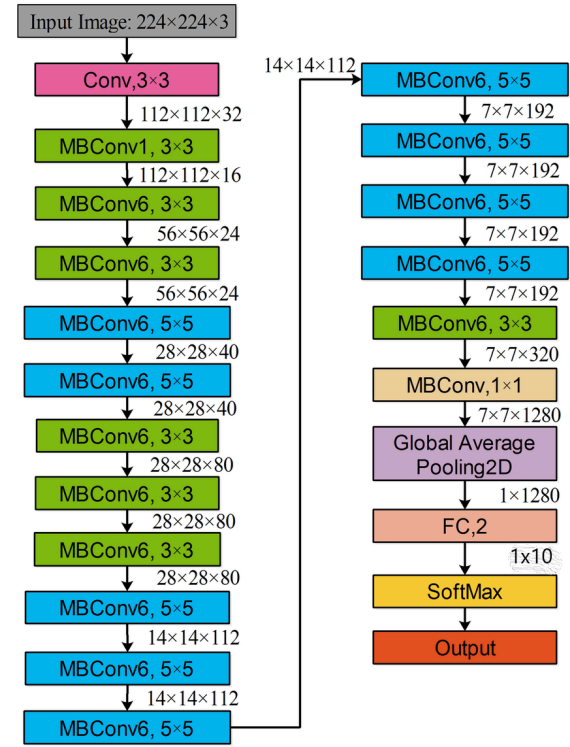 Input Image: 224×224×3
Conv,3×3
112×112×32
MBConv1, 3×3
112×112×16
MBConv6, 3×3
56×56×24
MBConv6, 3×3
56×56×24
MBConv6, 5×5
28×28×40
MBConv6, 5×5
28×28×40
MBConv6, 3×3
28×28×80
MBConv6, 3×3
28×28×80
MBConv6, 3×3
28×28×80
MBConv6, 5×5
14×14×112
MBConv6, 5×5
14×14×112
MBConv6, 5×5
14×14×112
MBConv6, 5×5
7×7×192
MBConv6, 5×5
7×7×192
MBConv6, 5×5
7×7×192
MBConv6, 5×5
7×7×192
MBConv6, 3×3
7×7×320
MBConv,1×1
7×7×1280
Global Average
Pooling2D
1×1280
FC,2
1x10
SoftMax
Output